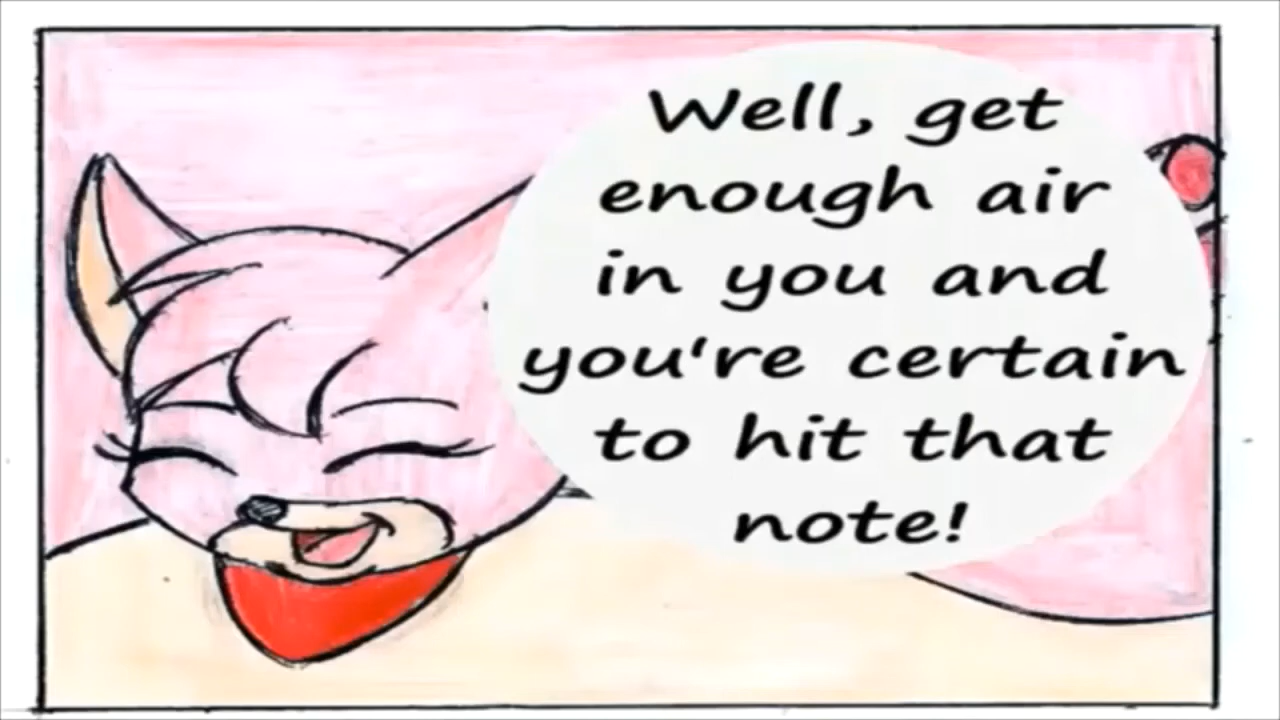 Well, get
enough air
in you and
you're certain
to hit that
note!